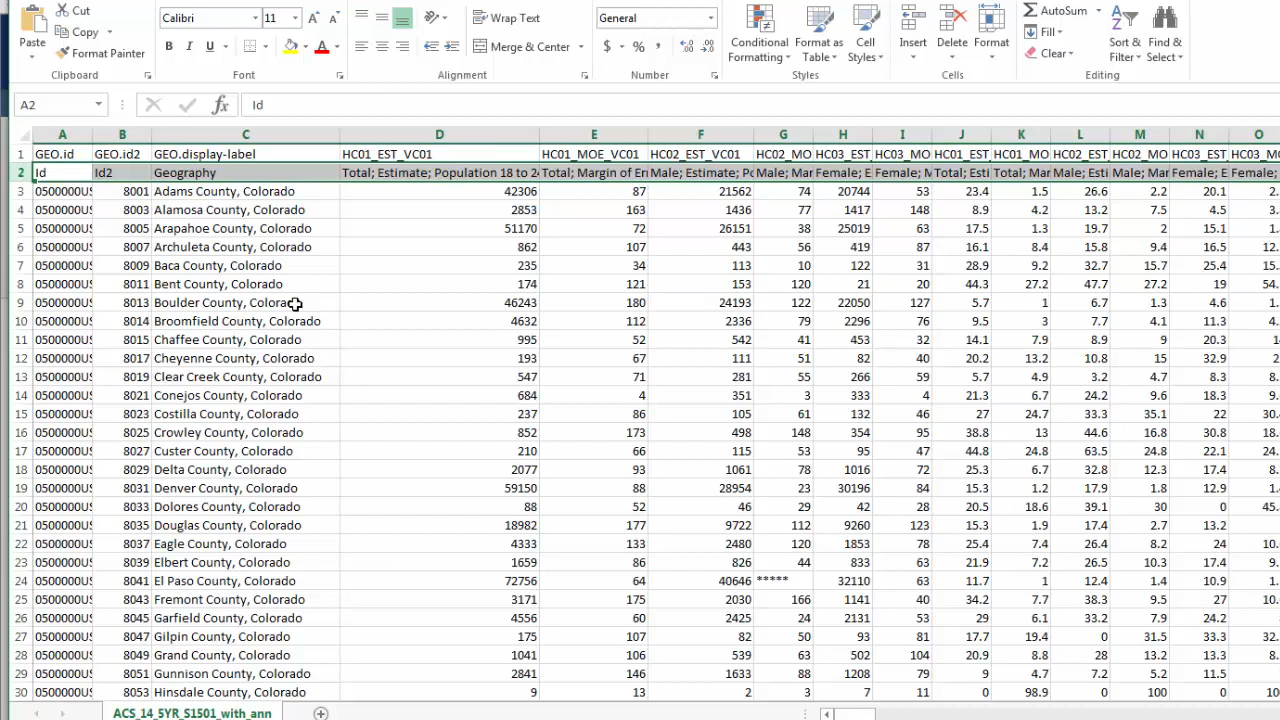 Cut Calibri 11 Wrap Text General AutoSum
Paste Copy Conditional Format as Cell Insert Delete Format Fill Sort & Find &
Format Painter B I U A Merge & Center $ % , Formatting Table Styles Clear Filter Select
Clipboard Font Alignment Number Styles Cells Editing
A2 fx Id
A B C D E F G H I J K L M N O
1 GEO.id GEO.id2 GEO.display-label HC01_EST_VC01 HC01_MOE_VC01 HC02_EST_VC01 HC02_MO HC03_EST HC03_MO HC01_EST HC01_MO HC02_EST HC02_MO HC03_EST HC03_MO
2 Id Id2 Geography Total; Estimate; Population 18 to 2 Total; Margin of Er Male; Estimate; Po Male; Mar Female; E Female; M Total; Esti Total; Mar Male; Esti Male; Mar Female; E Female;
3 0500000US 8001 Adams County, Colorado 42306 87 21562 74 20744 53 23.4 1.5 26.6 2.2 20.1 2.
4 0500000US 8003 Alamosa County, Colorado 2853 163 1436 77 1417 148 8.9 4.2 13.2 7.5 4.5 3.
5 0500000US 8005 Arapahoe County, Colorado 51170 72 26151 38 25019 63 17.5 1.3 19.7 2 15.1 1.
6 0500000US 8007 Archuleta County, Colorado 862 107 443 56 419 87 16.1 8.4 15.8 9.4 16.5 12.
7 0500000US 8009 Baca County, Colorado 235 34 113 10 122 31 28.9 9.2 32.7 15.7 25.4 15.
8 0500000US 8011 Bent County, Colorado 174 121 153 120 21 20 44.3 27.2 47.7 27.2 19 54.
9 0500000US 8013 Boulder County, Colorado 46243 180 24193 122 22050 127 5.7 1 6.7 1.3 4.6 1.
10 0500000US 8014 Broomfield County, Colorado 4632 112 2336 79 2296 76 9.5 3 7.7 4.1 11.3 4.
11 0500000US 8015 Chaffee County, Colorado 995 52 542 41 453 32 14.1 7.9 8.9 9 20.3 14
12 0500000US 8017 Cheyenne County, Colorado 193 67 111 51 82 40 20.2 13.2 10.8 15 32.9 2
13 0500000US 8019 Clear Creek County, Colorado 547 71 281 55 266 59 5.7 4.9 3.2 4.2 8.3 8.
14 0500000US 8021 Conejos County, Colorado 684 4 351 3 333 4 21.3 6.7 24.2 9.6 18.3 9.
15 0500000US 8023 Costilla County, Colorado 237 86 105 61 132 46 27 24.7 33.3 35.1 22 30.
16 0500000US 8025 Crowley County, Colorado 852 173 498 148 354 95 38.8 13 44.6 16.8 30.8 18.
17 0500000US 8027 Custer County, Colorado 210 66 115 53 95 47 44.8 24.8 63.5 24.8 22.1 24.
18 0500000US 8029 Delta County, Colorado 2077 93 1061 78 1016 72 25.3 6.7 32.8 12.3 17.4 8.
19 0500000US 8031 Denver County, Colorado 59150 88 28954 23 30196 84 15.3 1.2 17.9 1.8 12.9 1.
20 0500000US 8033 Dolores County, Colorado 88 52 46 29 42 28 20.5 18.6 39.1 30 0 45.
21 0500000US 8035 Douglas County, Colorado 18982 177 9722 112 9260 123 15.3 1.9 17.4 2.7 13.2
22 0500000US 8037 Eagle County, Colorado 4333 133 2480 120 1853 78 25.4 7.4 26.4 8.2 24 10.
23 0500000US 8039 Elbert County, Colorado 1659 86 826 44 833 63 21.9 7.2 26.5 10.3 17.4 9.
24 0500000US 8041 El Paso County, Colorado 72756 64 40646 ***** 32110 63 11.7 1 12.4 1.4 10.9 1.
25 0500000US 8043 Fremont County, Colorado 3171 175 2030 166 1141 40 34.2 7.7 38.3 9.5 27 10.
26 0500000US 8045 Garfield County, Colorado 4556 60 2425 24 2131 53 29 6.1 33.2 7.9 24.2 9.
27 0500000US 8047 Gilpin County, Colorado 175 107 82 50 93 81 17.7 19.4 0 31.5 33.3 32.
28 0500000US 8049 Grand County, Colorado 1041 106 539 63 502 104 20.9 8.8 28 13.2 13.3 8.
29 0500000US 8051 Gunnison County, Colorado 2841 146 1633 88 1208 79 9 4.7 7.2 5.2 11.5
30 0500000US 8053 Hinsdale County, Colorado 9 13 2 3 7 11 0 98.9 0 100 0 10
ACS_14_5YR_S1501_with_ann